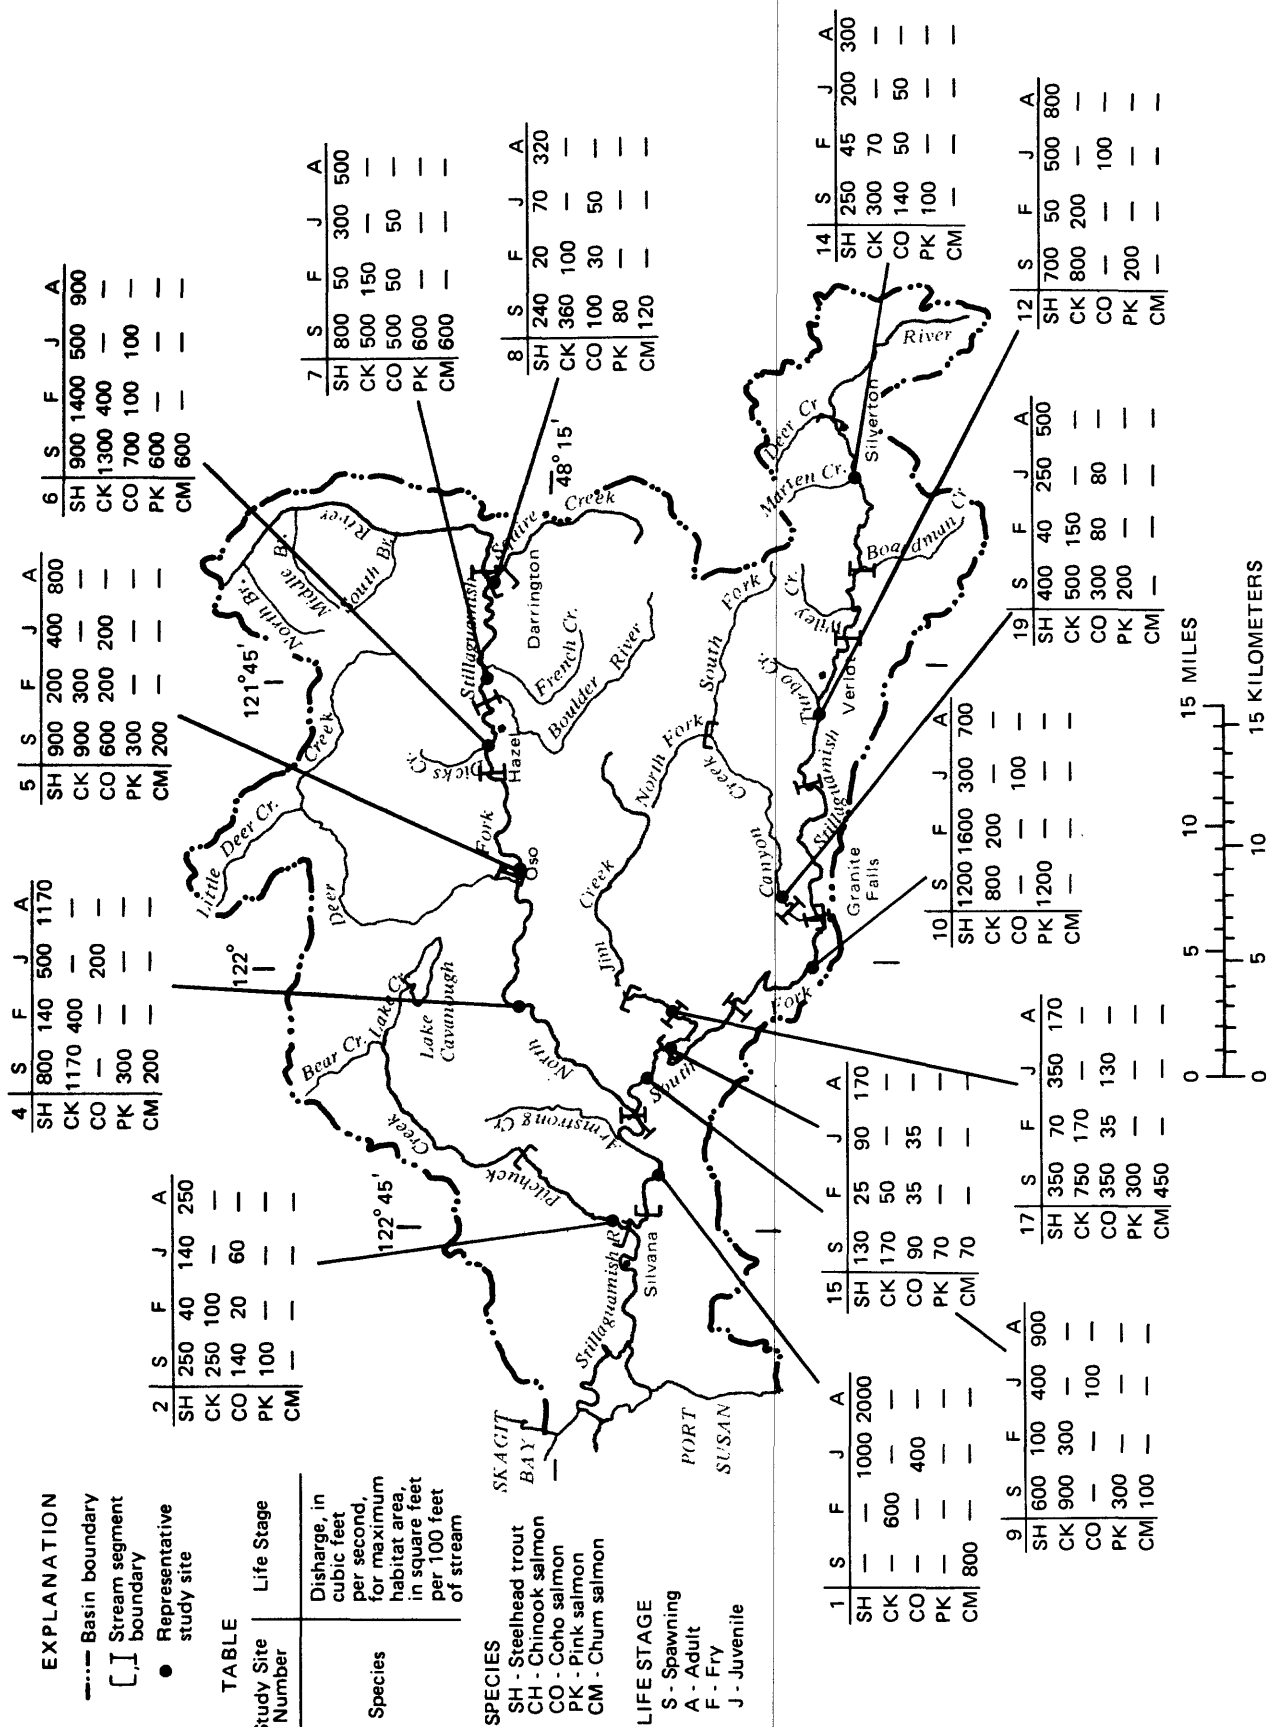 EXPLANATION
Basin boundary
[,I Stream segment
boundary
● Representative
study site
TABLE
Study Site
Number
Life Stage
Species
Disharge, in
cubic feet
per second,
for maximum
habitat area,
in square feet
per 100 feet
of stream
SPECIES
SH - Steelhead trout
CH - Chinook salmon
CO - Coho salmon
PK - Pink salmon
CM - Chum salmon
LIFE STAGE
S - Spawning
A - Adult
F - Fry
J - Juvenile
2 S F J A
SH 250 40 140 250
CK 250 100 — —
CO 140 20 60 —
PK 100 — — —
CM — — — —
4 S F J A
SH 800 140 500 1170
CK 1170 400 — —
CO — — 200 —
PK 300 — — —
CM 200 — — —
5 S F J A
SH 900 200 400 800
CK 900 300 — —
CO 600 200 200 —
PK 300 — — —
CM 200 — — —
6 S F J A
SH 900 1400 500 900
CK 1300 400 — —
CO 700 100 100 —
PK 600 — — —
CM 600 — — —
7 S F J A
SH 800 50 300 500
CK 500 150 — —
CO 500 50 50 —
PK 600 — — —
CM 600 — — —
8 S F J A
SH 240 20 70 320
CK 360 100 — —
CO 100 30 50 —
PK 80 — — —
CM 120 — — —
14 S F J A
SH 250 45 200 300
CK 300 70 — —
CO 140 50 50 —
PK 100 — — —
CM — — — —
12 S F J A
SH 700 50 500 800
CK 800 200 — —
CO — — 100 —
PK 200 — — —
CM — — — —
19 S F J A
SH 400 40 250 500
CK 500 150 — —
CO 300 80 80 —
PK 200 — — —
CM — — — —
10 S F J A
SH 1200 1600 300 700
CK 800 200 — —
CO — — 100 —
PK 1200 — — —
CM — — — —
17 S F J A
SH 350 70 350 170
CK 750 170 — —
CO 350 35 130 —
PK 300 — — —
CM 450 — — —
15 S F J A
SH 130 25 90 170
CK 170 50 — —
CO 90 35 35 —
PK 70 — — —
CM 70 — — —
9 S F J A
SH 600 100 400 900
CK 900 300 — —
CO — — 100 —
PK 300 — — —
CM 100 — — —
1 S F J A
SH — — 1000 2000
CK — 600 — —
CO — — 400 —
PK — — — —
CM 800 — — —
122° 45'
122°
121° 45'
48° 15'
SKAGIT
BAY
PORT
SUSAN
Stillaguamish R.
Silvana
Pilchuck
Creek
Bear Cr.
Lake Cr.
Lake
Cavanough
Armstrong Cr.
North
Fork
Stillaguamish
River
Little Deer Cr.
Deer
Creek
Oso
Dicks Cr.
Hazel
North Br.
Middle Br.
South Br.
Squire
Creek
Darrington
French Cr.
Boulder River
Jim
Creek
North Fork
South Fork
Canyon
Creek
South
Fork
Granite
Falls
Stillaguamish
River
Verlot
Turbo Cr.
Wiley Cr.
Boardman Cr.
Marten Cr.
Deer Cr
Silverton
0 5 10 15 MILES
0 5 10 15 KILOMETERS